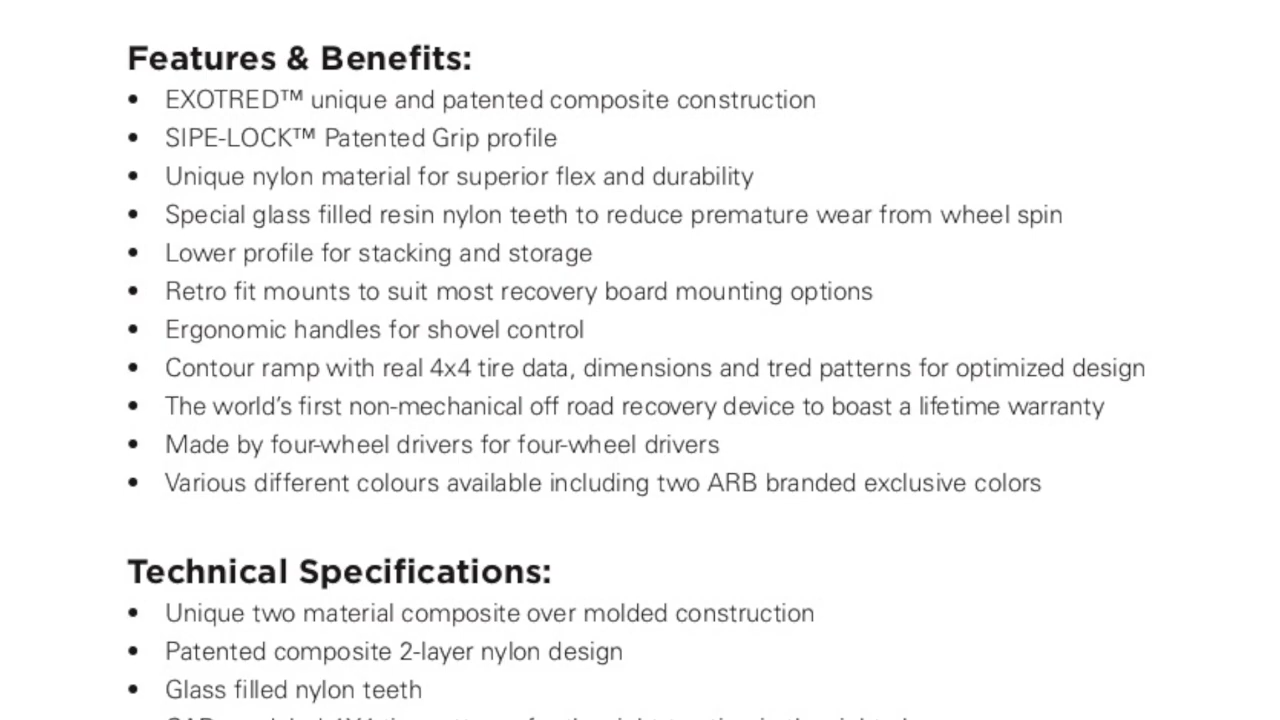 Features & Benefits:
• EXOTRED™ unique and patented composite construction
• SIPE-LOCK™ Patented Grip profile
• Unique nylon material for superior flex and durability
• Special glass filled resin nylon teeth to reduce premature wear from wheel spin
• Lower profile for stacking and storage
• Retro fit mounts to suit most recovery board mounting options
• Ergonomic handles for shovel control
• Contour ramp with real 4x4 tire data, dimensions and tred patterns for optimized design
• The world’s first non-mechanical off road recovery device to boast a lifetime warranty
• Made by four-wheel drivers for four-wheel drivers
• Various different colours available including two ARB branded exclusive colors
Technical Specifications:
• Unique two material composite over molded construction
• Patented composite 2-layer nylon design
• Glass filled nylon teeth